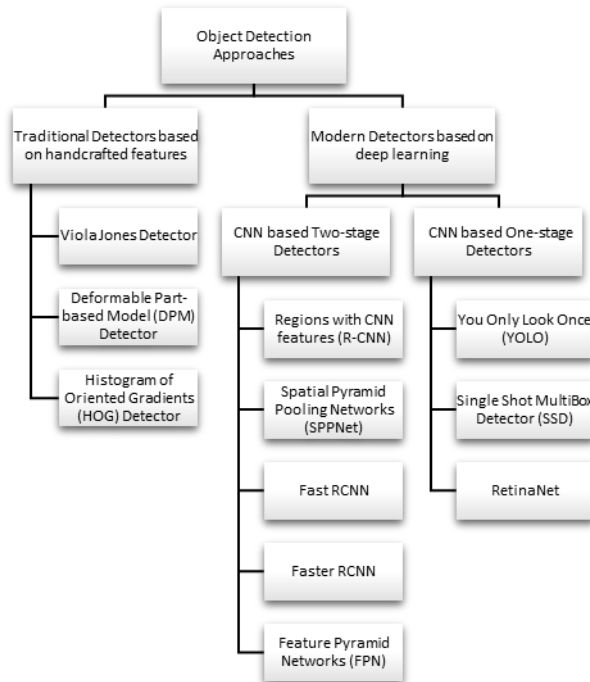 Object Detection
Approaches
Traditional Detectors based
on handcrafted features
Viola Jones Detector
Deformable Part-
based Model (DPM)
Detector
Histogram of
Oriented Gradients
(HOG) Detector
Modern Detectors based on
deep learning
CNN based Two-stage
Detectors
Regions with CNN
features (R-CNN)
Spatial Pyramid
Pooling Networks
(SPPNet)
Fast RCNN
Faster RCNN
Feature Pyramid
Networks (FPN)
CNN based One-stage
Detectors
You Only Look Once
(YOLO)
Single Shot MultiBox
Detector (SSD)
RetinaNet